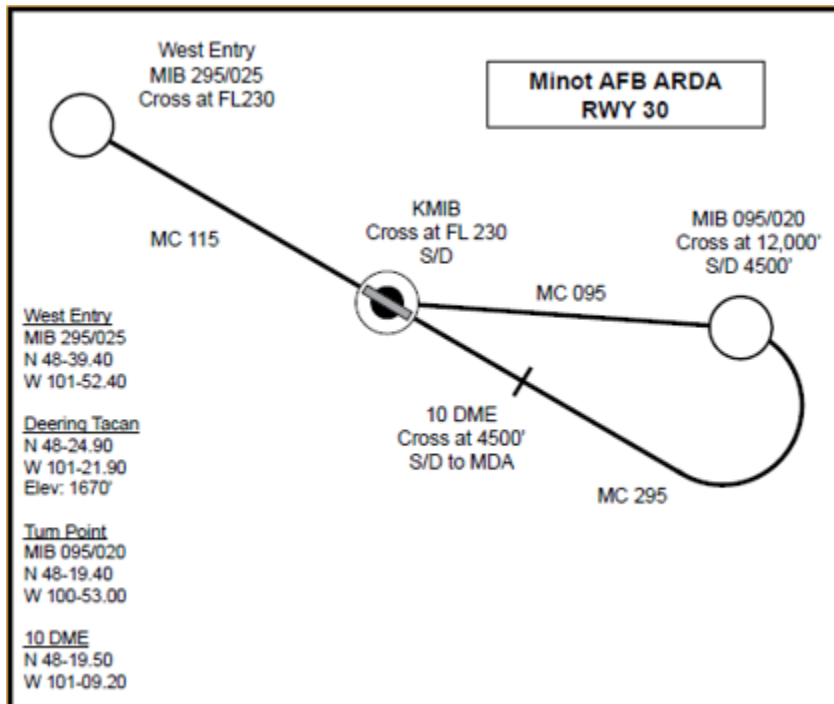 West Entry
MIB 295/025
Cross at FL230
Minot AFB ARDA
RWY 30
MC 115
KMIB
Cross at FL 230
S/D
MIB 095/020
Cross at 12,000'
S/D 4500'
MC 095
10 DME
Cross at 4500'
S/D to MDA
MC 295
West Entry
MIB 295/025
N 48-39.40
W 101-52.40
Deering Tacan
N 48-24.90
W 101-21.90
Elev: 1670'
Turn Point
MIB 095/020
N 48-19.40
W 100-53.00
10 DME
N 48-19.50
W 101-09.20